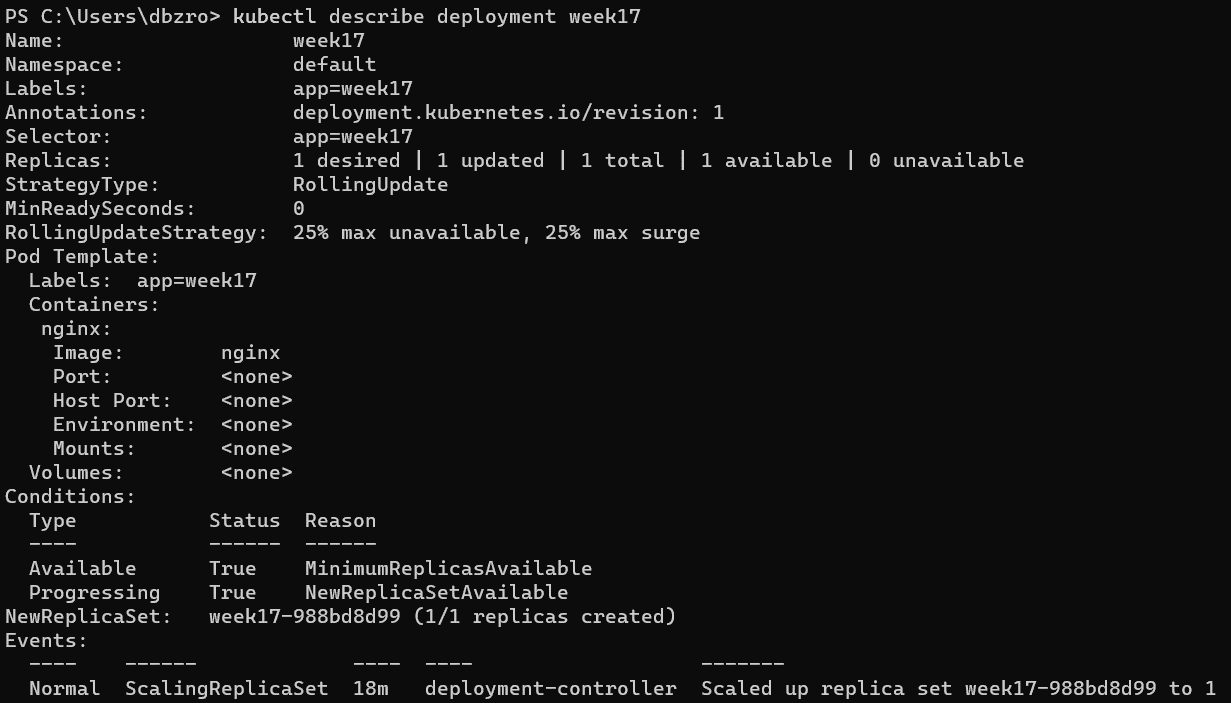 PS C:\Users\dbzro> kubectl describe deployment week17
Name:                   week17
Namespace:              default
Labels:                 app=week17
Annotations:            deployment.kubernetes.io/revision: 1
Selector:               app=week17
Replicas:               1 desired | 1 updated | 1 total | 1 available | 0 unavailable
StrategyType:           RollingUpdate
MinReadySeconds:        0
RollingUpdateStrategy:  25% max unavailable, 25% max surge
Pod Template:
  Labels:  app=week17
  Containers:
   nginx:
    Image:        nginx
    Port:         <none>
    Host Port:    <none>
    Environment:  <none>
    Mounts:       <none>
  Volumes:        <none>
Conditions:
  Type           Status  Reason
  ----           ------  ------
  Available      True    MinimumReplicasAvailable
  Progressing    True    NewReplicaSetAvailable
NewReplicaSet:   week17-988bd8d99 (1/1 replicas created)
Events:
  ----    ------             ----  ----                   -------
  Normal  ScalingReplicaSet  18m   deployment-controller  Scaled up replica set week17-988bd8d99 to 1